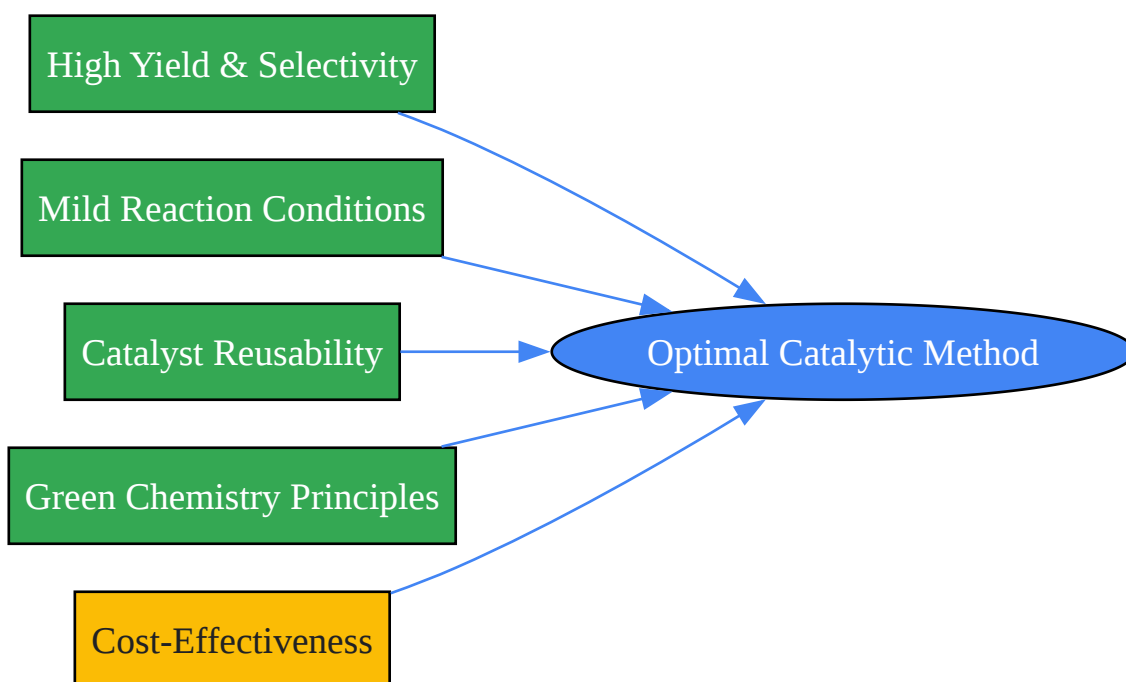 High Yield & Selectivity
Mild Reaction Conditions
Catalyst Reusability
Optimal Catalytic Method
Green Chemistry Principles
Cost-Effectiveness